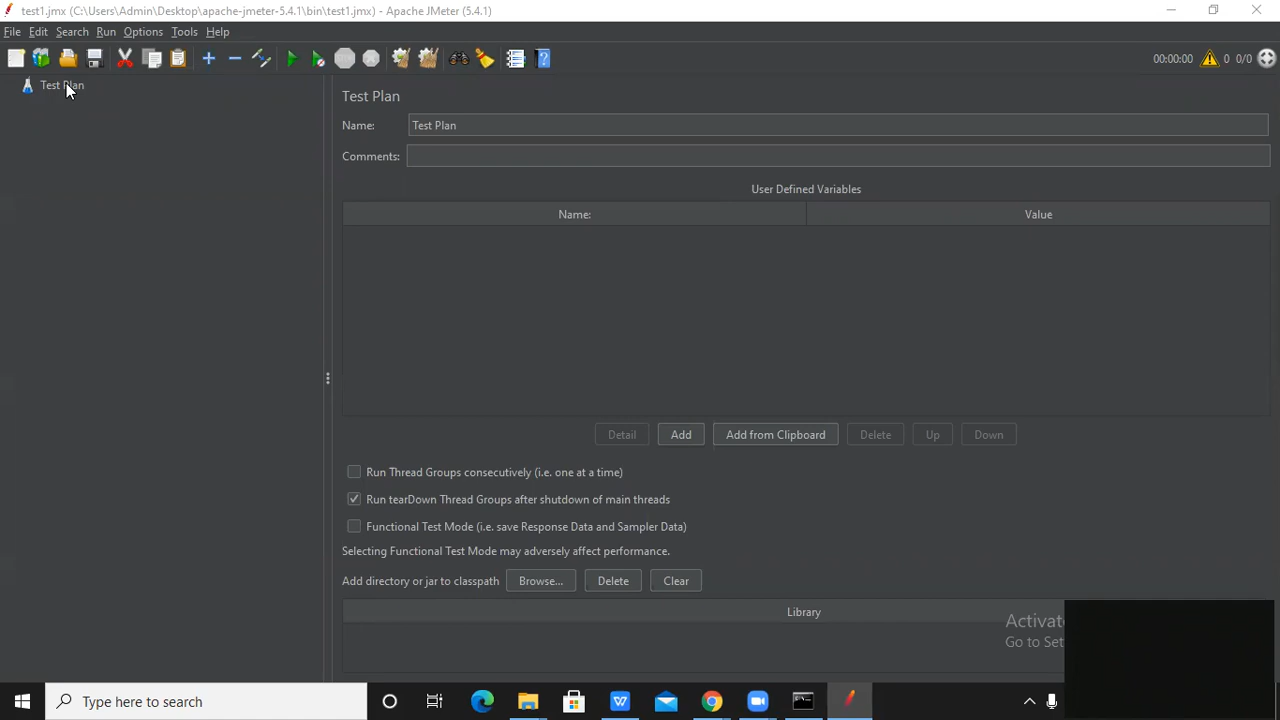 test1.jmx (C:\Users\Admin\Desktop\apache-jmeter-5.4.1\bin\test1.jmx) - Apache JMeter (5.4.1)
File Edit Search Run Options Tools Help
00:00:00 0 0/0
Test Plan
Test Plan
Name: Test Plan
Comments:
User Defined Variables
Name: Value
Detail Add Add from Clipboard Delete Up Down
Run Thread Groups consecutively (i.e. one at a time)
Run tearDown Thread Groups after shutdown of main threads
Functional Test Mode (i.e. save Response Data and Sampler Data)
Selecting Functional Test Mode may adversely affect performance.
Add directory or jar to classpath Browse... Delete Clear
Library
Activate
Go to Set
Type here to search